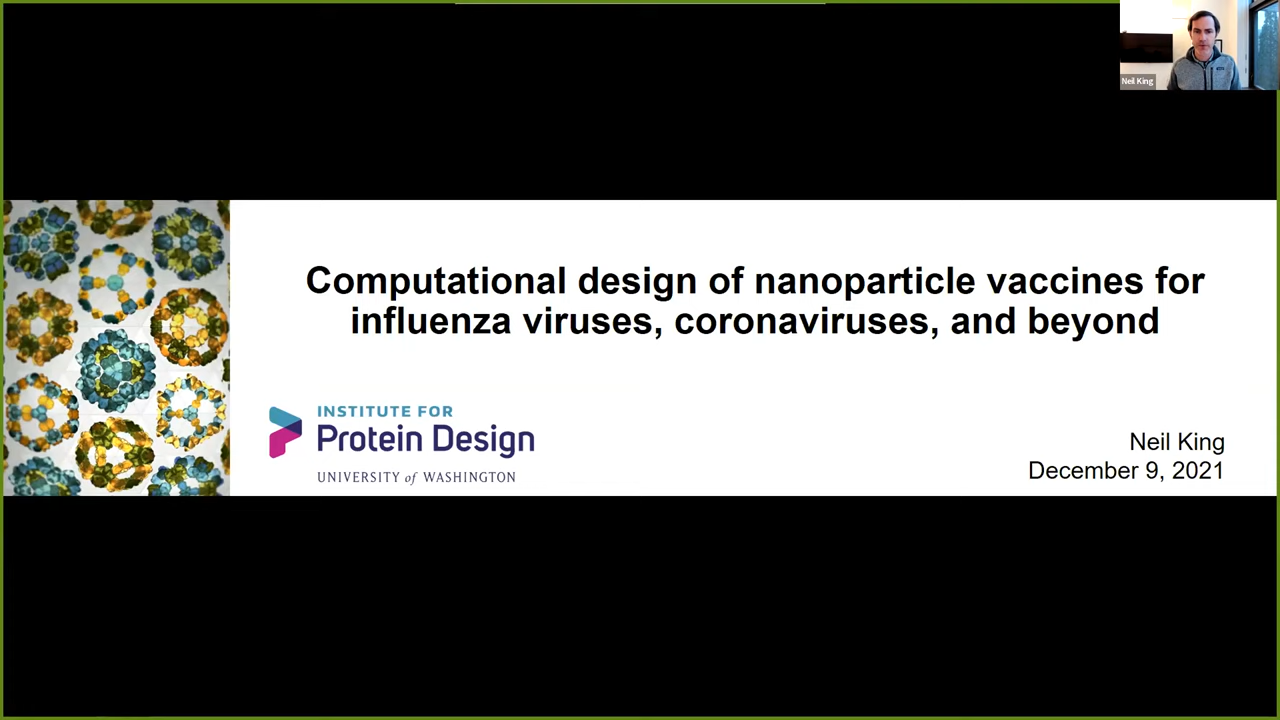 Neil King
Computational design of nanoparticle vaccines for
influenza viruses, coronaviruses, and beyond
INSTITUTE FOR
Protein Design
UNIVERSITY of WASHINGTON
Neil King
December 9, 2021